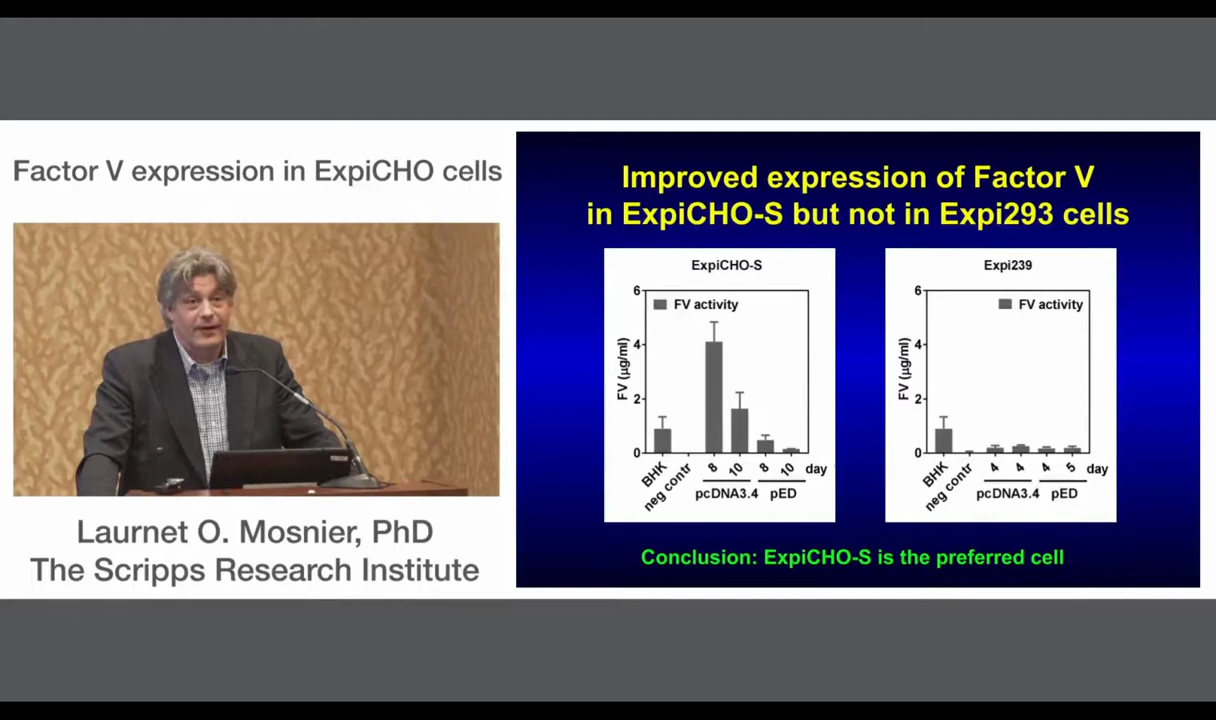 Factor V expression in ExpiCHO cells
Laurnet O. Mosnier, PhD
The Scripps Research Institute
Improved expression of Factor V
in ExpiCHO-S but not in Expi293 cells
ExpiCHO-S
FV activity
FV (µg/ml)
6
4
2
0
BHK
neg contr
8
10
8
10
day
pcDNA3.4
pED
Expi239
FV activity
FV (µg/ml)
6
4
2
0
BHK
neg contr
4
4
4
5
day
pcDNA3.4
pED
Conclusion: ExpiCHO-S is the preferred cell